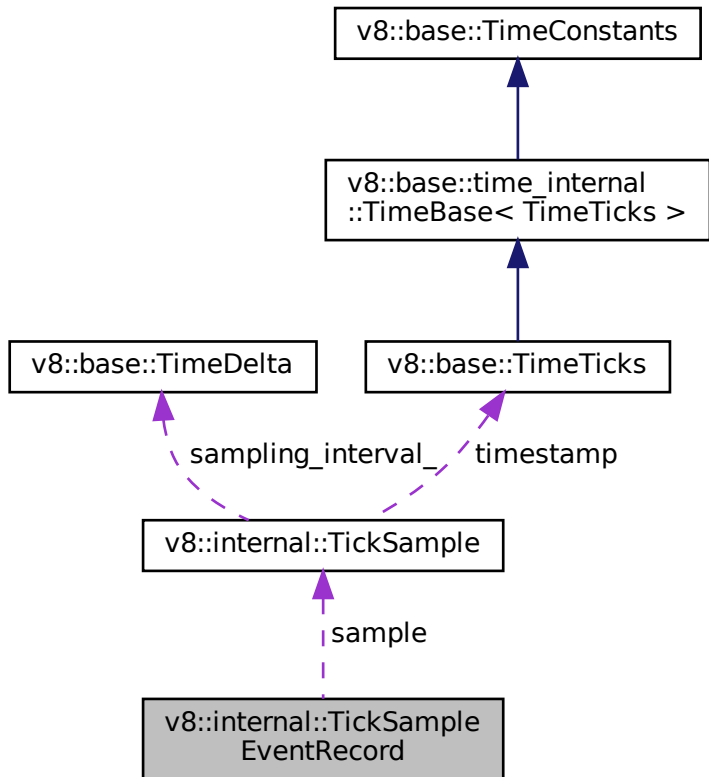 v8::base::TimeConstants
v8::base::time_internal
::TimeBase< TimeTicks >
v8::base::TimeDelta
v8::base::TimeTicks
sampling_interval_
timestamp
v8::internal::TickSample
sample
v8::internal::TickSample
EventRecord